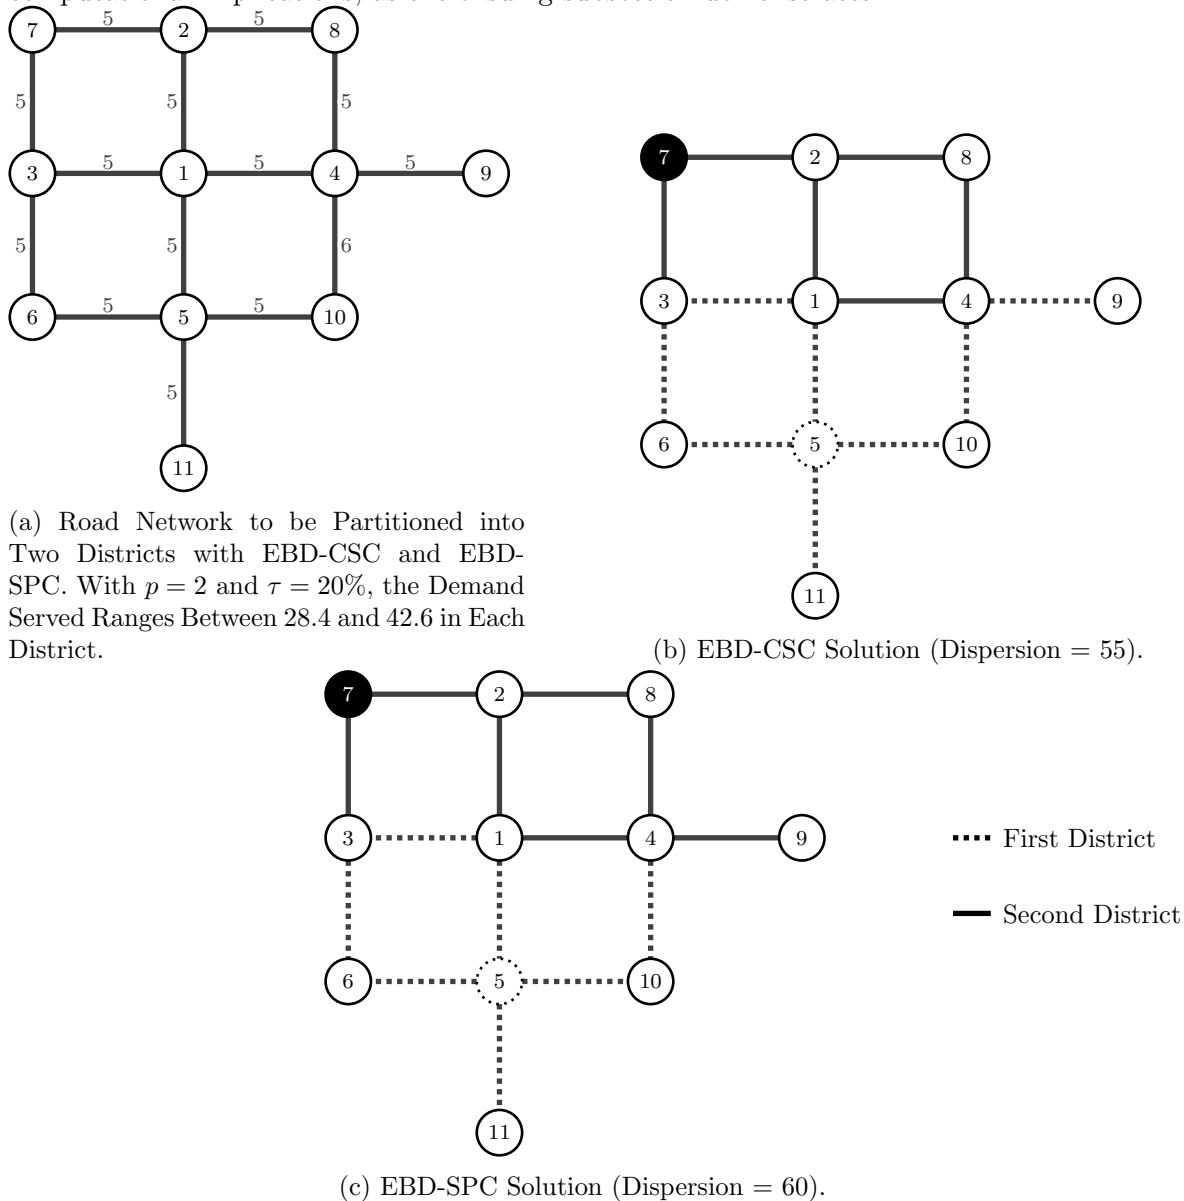 7 5 2 5 8
5 5 5
3 5 1 5 4 5 9
5 5 6
6 5 5 5 10
5
11
(a) Road Network to be Partitioned into
Two Districts with EBD-CSC and EBD-
SPC. With p = 2 and τ = 20%, the Demand
Served Ranges Between 28.4 and 42.6 in Each
District.
7 2 8
3 1 4 9
6 5 10
11
(b) EBD-CSC Solution (Dispersion = 55).
7 2 8
3 1 4 9
6 5 10
11
First District
Second District
(c) EBD-SPC Solution (Dispersion = 60).